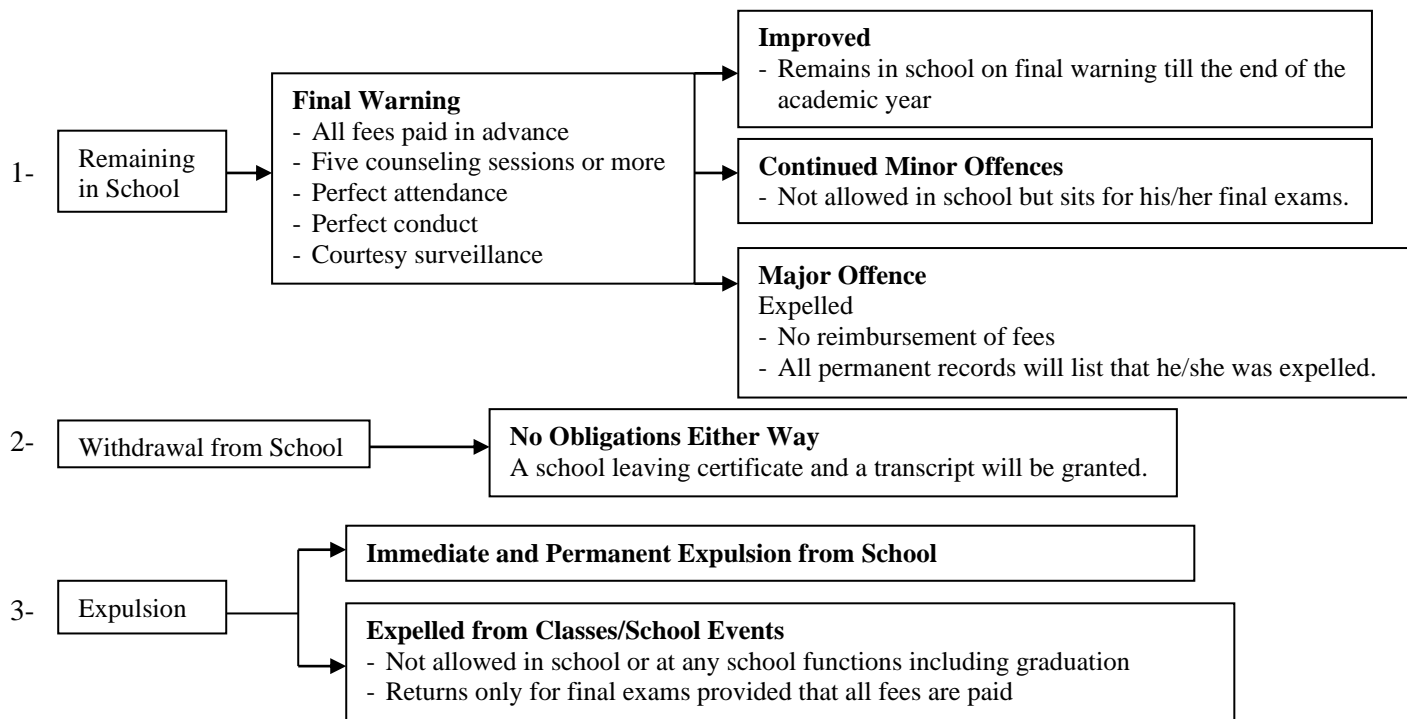 1-
Remaining
in School
Final Warning
- All fees paid in advance
- Five counseling sessions or more
- Perfect attendance
- Perfect conduct
- Courtesy surveillance
Improved
- Remains in school on final warning till the end of the
academic year
Continued Minor Offences
- Not allowed in school but sits for his/her final exams.
Major Offence
Expelled
- No reimbursement of fees
- All permanent records will list that he/she was expelled.
2-
Withdrawal from School
No Obligations Either Way
A school leaving certificate and a transcript will be granted.
3-
Expulsion
Immediate and Permanent Expulsion from School
Expelled from Classes/School Events
- Not allowed in school or at any school functions including graduation
- Returns only for final exams provided that all fees are paid